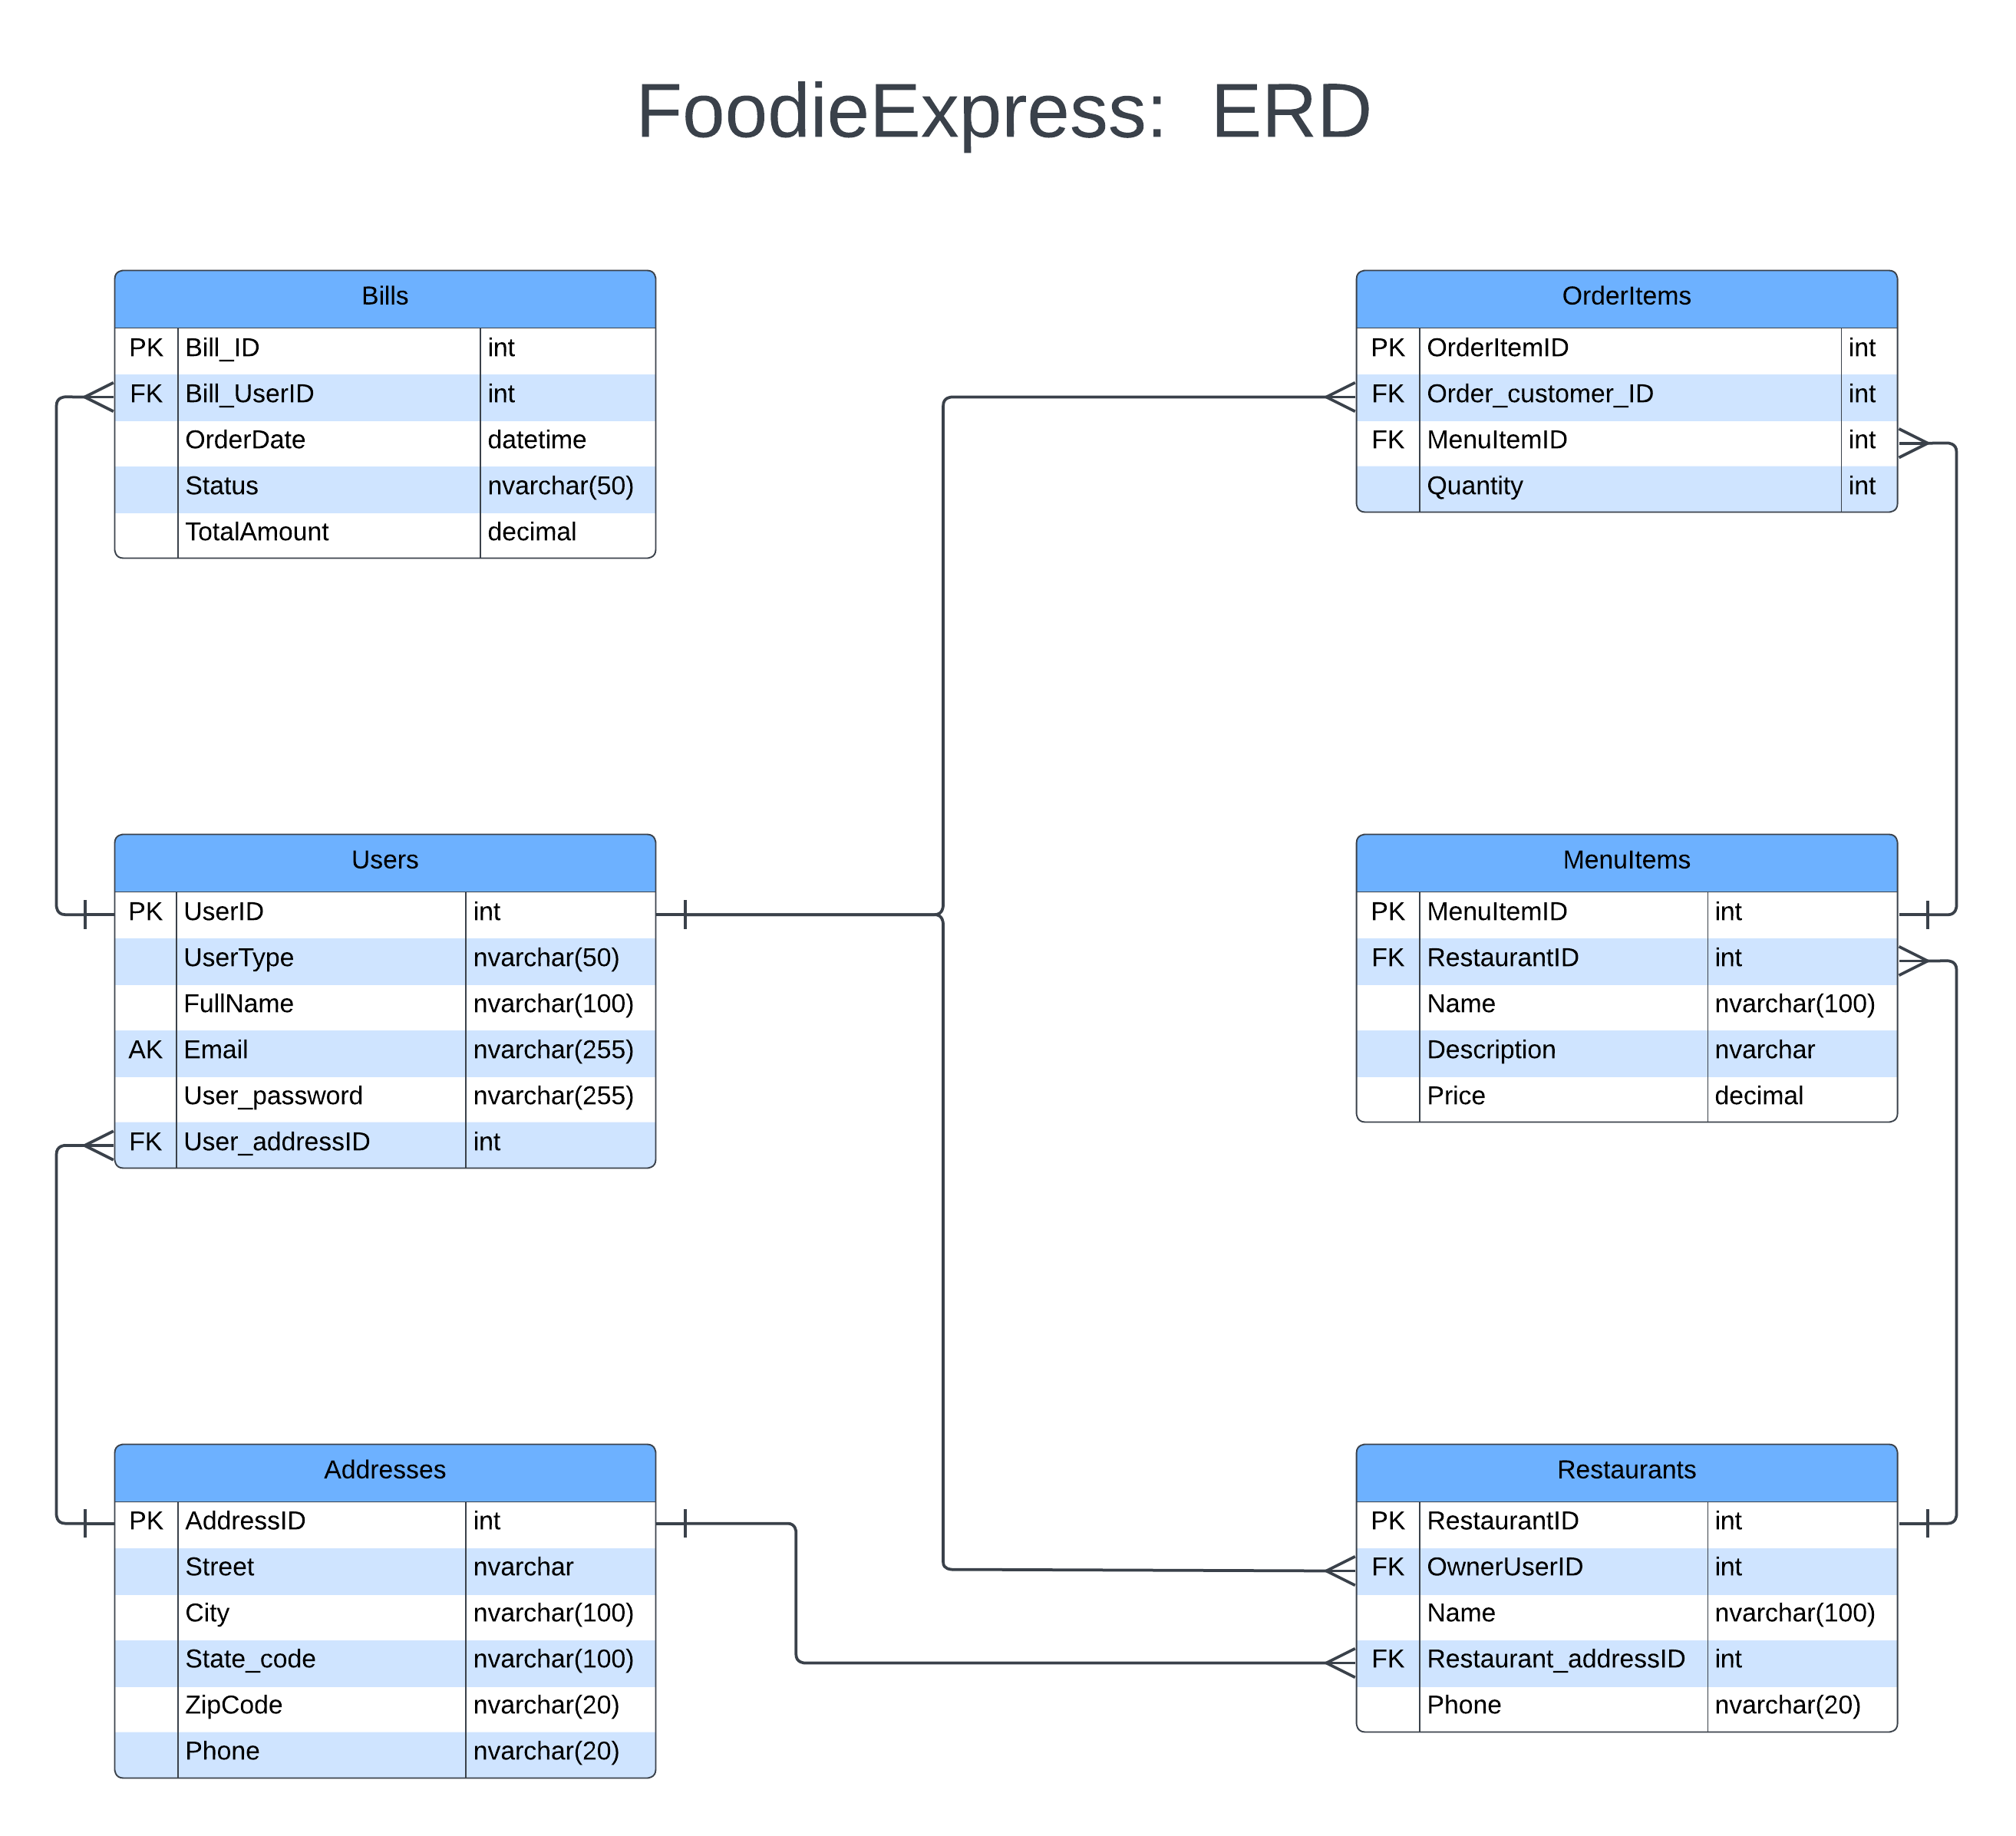 FoodieExpress: ERD
Bills
PK Bill_ID int
FK Bill_UserID int
OrderDate datetime
Status nvarchar(50)
TotalAmount decimal
OrderItems
PK OrderItemID int
FK Order_customer_ID int
FK MenuItemID int
Quantity int
Users
PK UserID int
UserType nvarchar(50)
FullName nvarchar(100)
AK Email nvarchar(255)
User_password nvarchar(255)
FK User_addressID int
MenuItems
PK MenuItemID int
FK RestaurantID int
Name nvarchar(100)
Description nvarchar
Price decimal
Addresses
PK AddressID int
Street nvarchar
City nvarchar(100)
State_code nvarchar(100)
ZipCode nvarchar(20)
Phone nvarchar(20)
Restaurants
PK RestaurantID int
FK OwnerUserID int
Name nvarchar(100)
FK Restaurant_addressID int
Phone nvarchar(20)